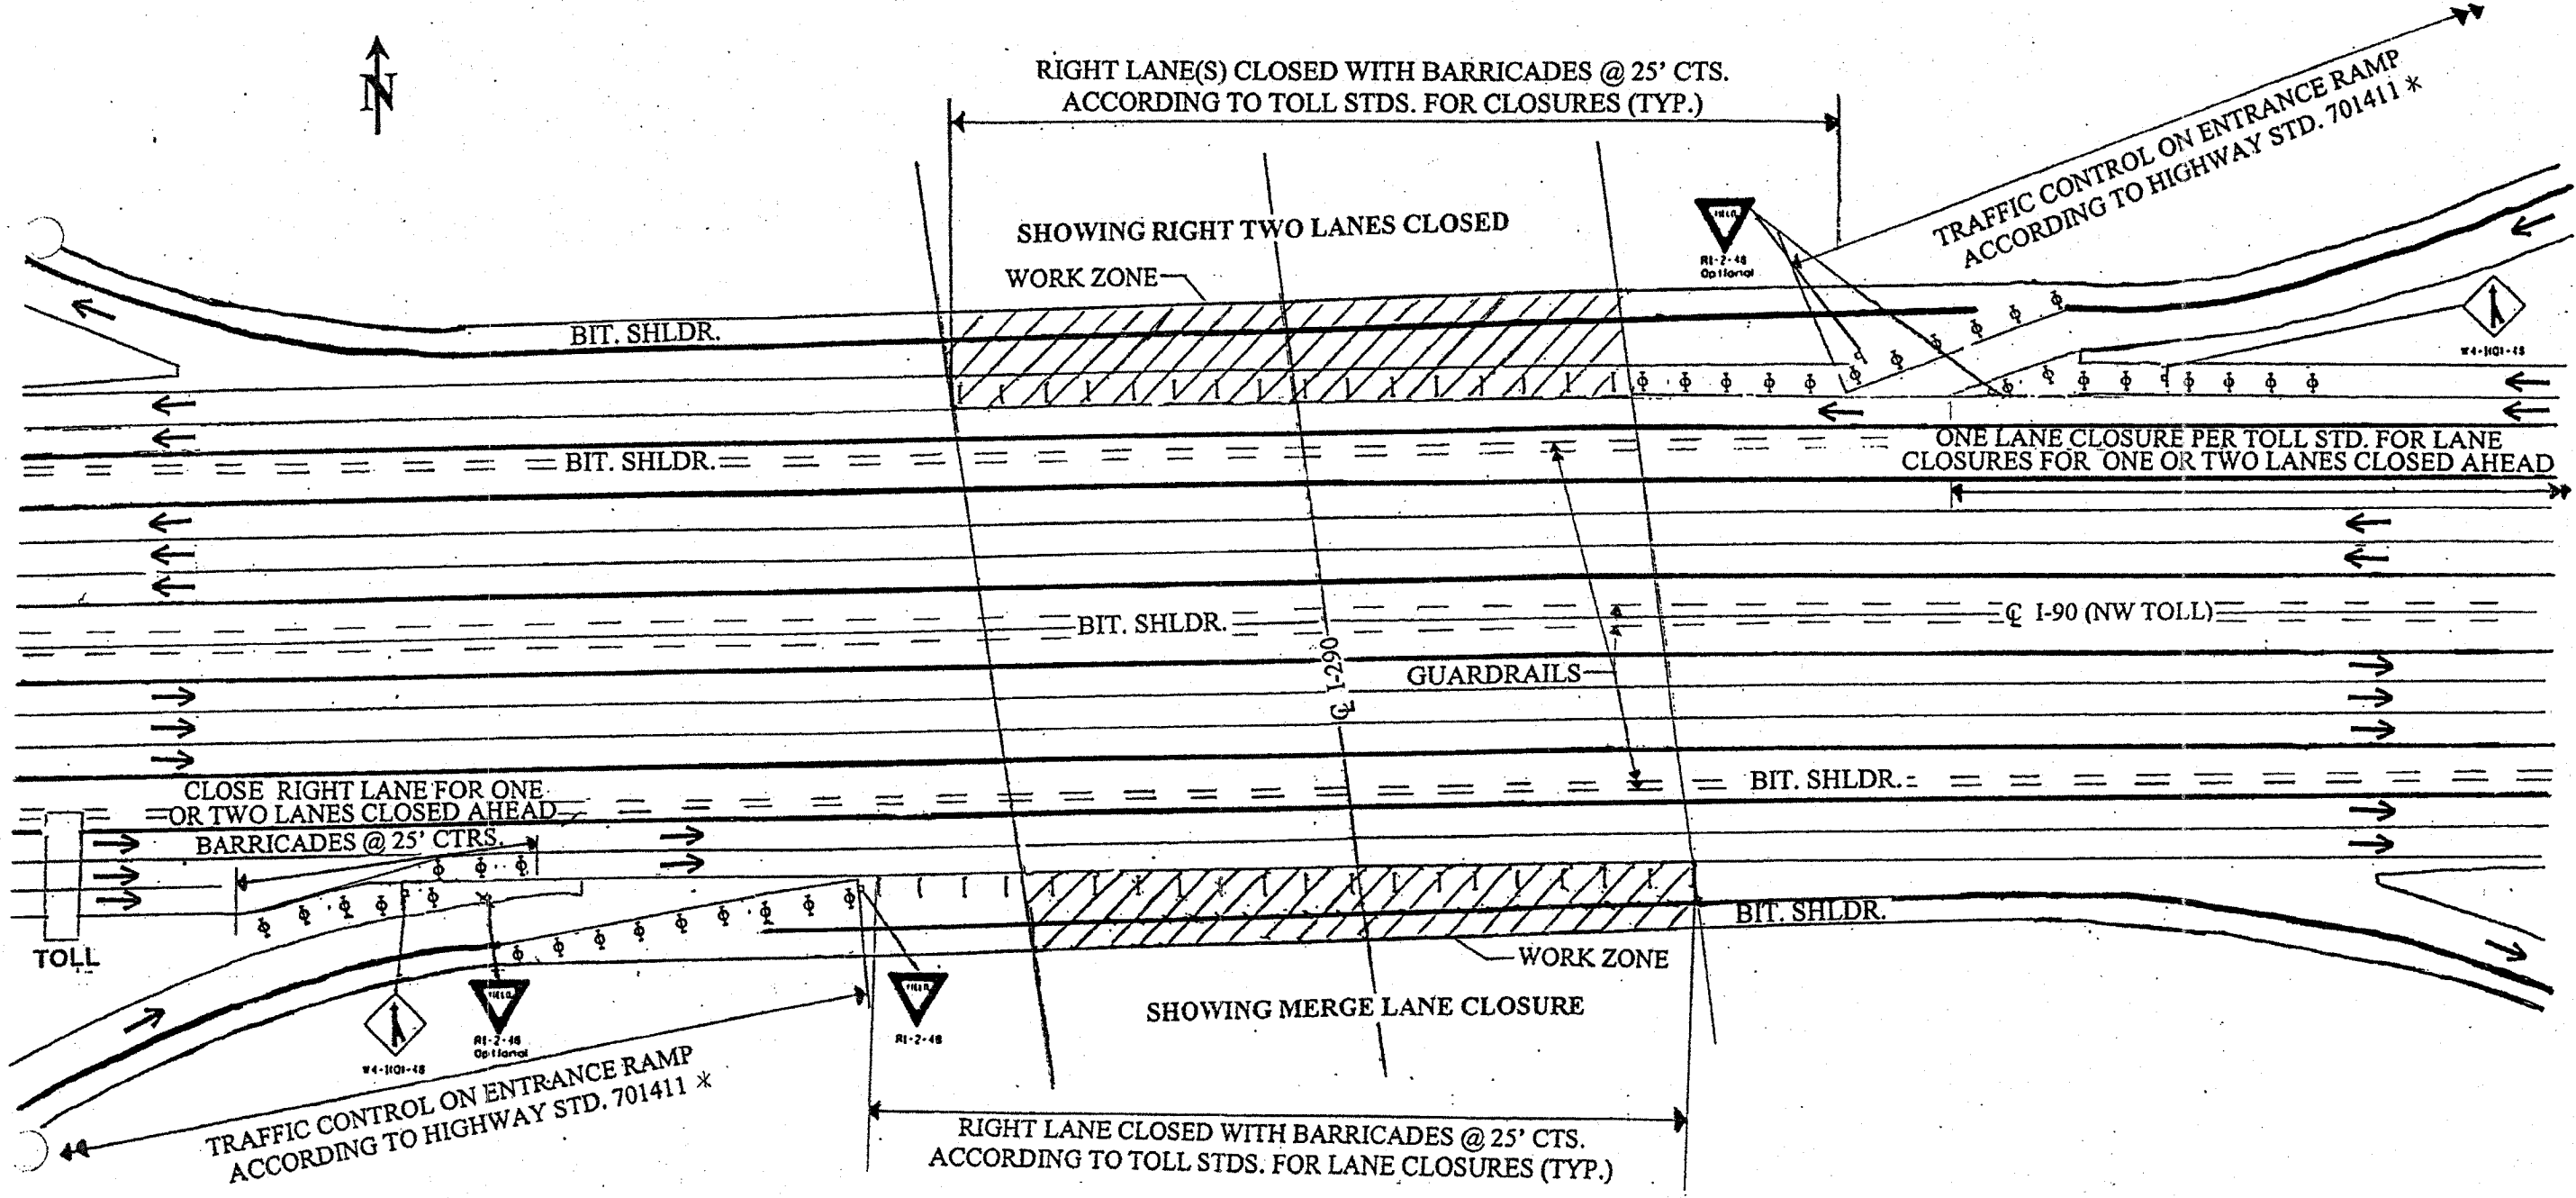 N
RIGHT LANE(S) CLOSED WITH BARRICADES @ 25' CTS.
ACCORDING TO TOLL STDS. FOR CLOSURES (TYP.)
TRAFFIC CONTROL ON ENTRANCE RAMP
ACCORDING TO HIGHWAY STD. 701411 *
SHOWING RIGHT TWO LANES CLOSED
WORK ZONE
R1-2-48
Optional
BIT. SHLDR.
W4-1(O)-48
BIT. SHLDR.
ONE LANE CLOSURE PER TOLL STD. FOR LANE
CLOSURES FOR ONE OR TWO LANES CLOSED AHEAD
BIT. SHLDR.
℄ I-90 (NW TOLL)
℄ I-290
GUARDRAILS
BIT. SHLDR.
CLOSE RIGHT LANE FOR ONE
OR TWO LANES CLOSED AHEAD
BARRICADES @ 25' CTRS.
TOLL
BIT. SHLDR.
WORK ZONE
YIELD
R1-2-48
Optional
YIELD
R1-2-48
W4-1(O)-48
SHOWING MERGE LANE CLOSURE
TRAFFIC CONTROL ON ENTRANCE RAMP
ACCORDING TO HIGHWAY STD. 701411 *
RIGHT LANE CLOSED WITH BARRICADES @ 25' CTS.
ACCORDING TO TOLL STDS. FOR LANE CLOSURES (TYP.)